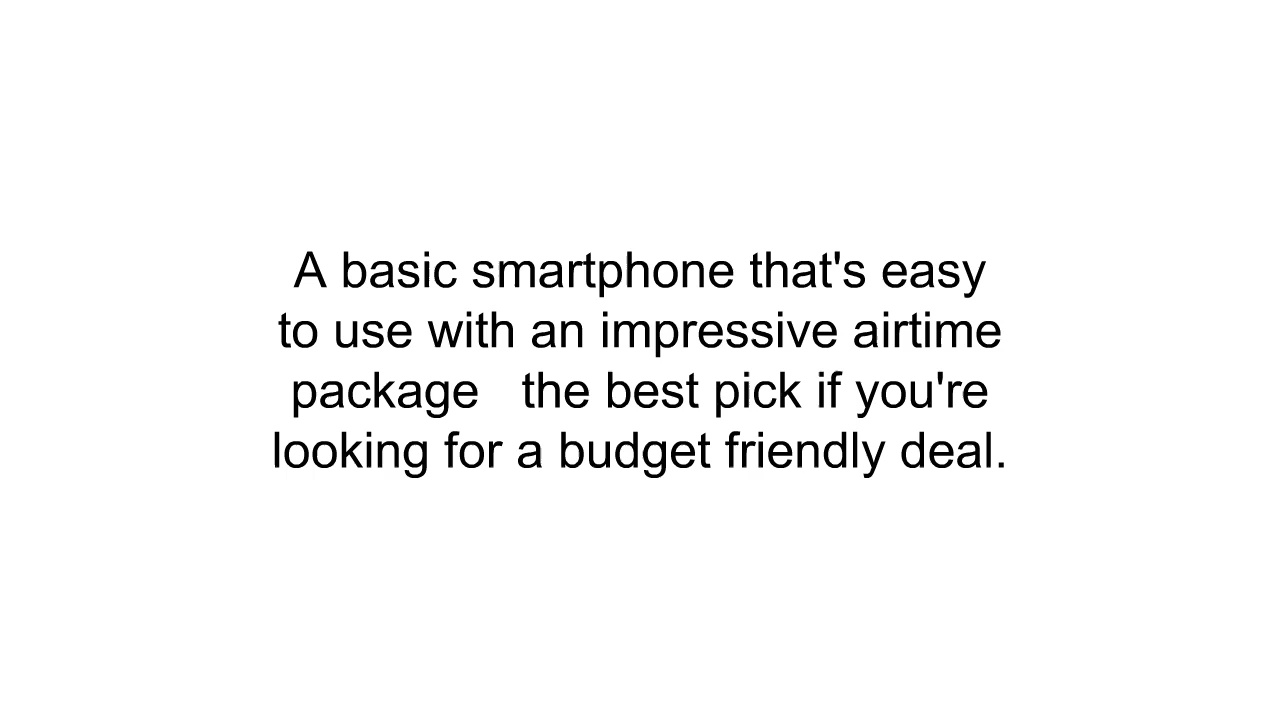 A basic smartphone that's easy
to use with an impressive airtime
package   the best pick if you're
looking for a budget friendly deal.